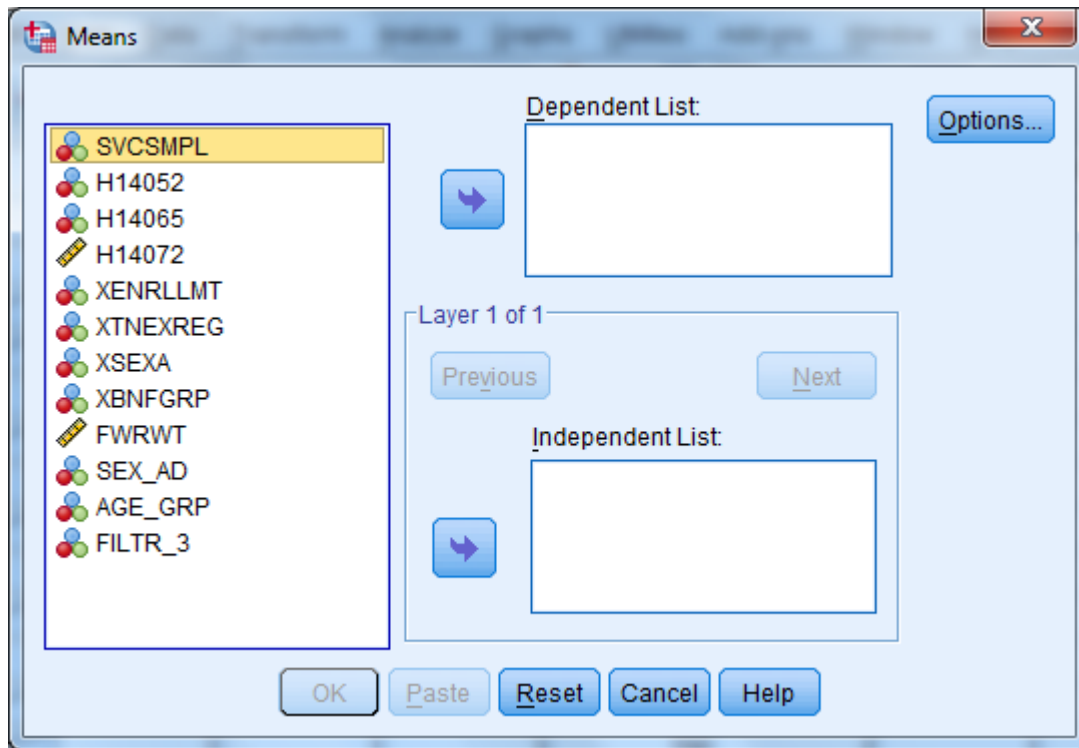 Means
Dependent List:
Options...
SVCSMPL
H14052
H14065
H14072
XENRLLMT
XTNEXREG
XSEXA
XBNFGRP
FWRWT
SEX_AD
AGE_GRP
FILTR_3
Layer 1 of 1
Previous
Next
Independent List:
OK
Paste
Reset
Cancel
Help